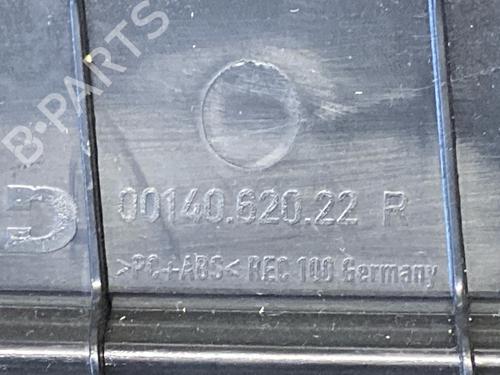 B-PARTS
00140.620.22 R
>PC+ABS< REC 100 Germany